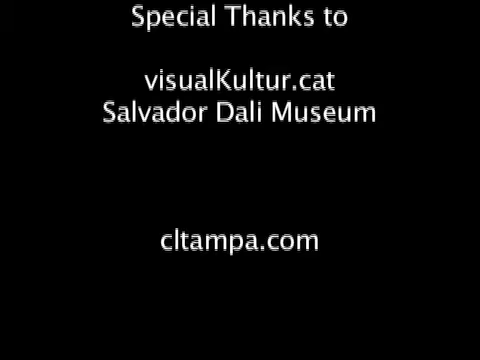 Special Thanks to
visualKultur.cat
Salvador Dali Museum
cltampa.com